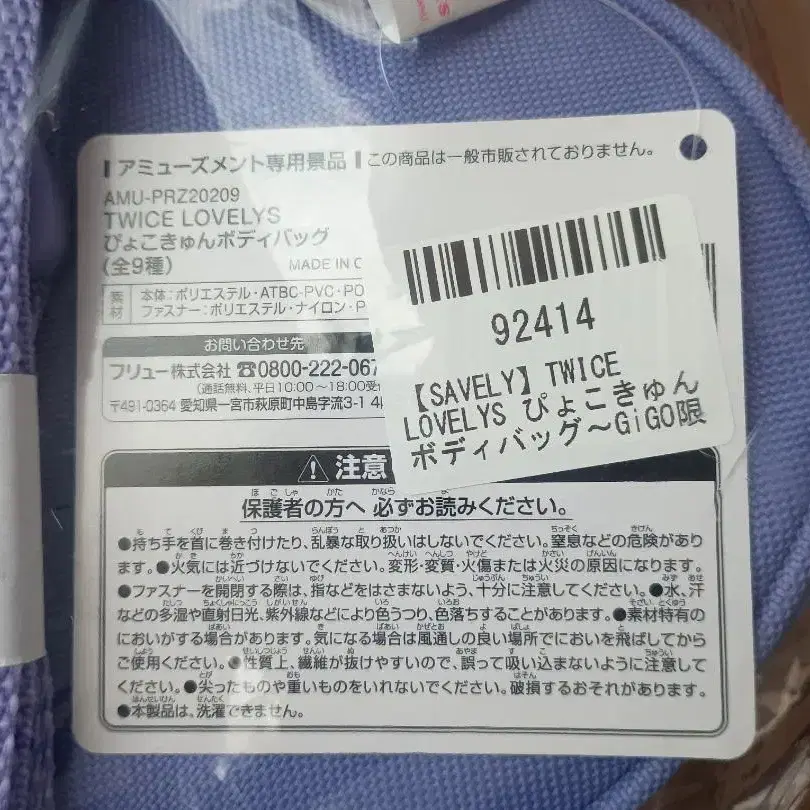 アミューズメント専用景品 この商品は一般市販されておりません。
AMU-PRZ20209
TWICE LOVELYS
ぴょこきゅんボディバッグ
(全9種)
MADE IN C
素材 本体:ポリエステル・ATBC-PVC・PO
ファスナー:ポリエステル・ナイロン・P
お問い合わせ先
フリュー株式会社 ☎0800-222-067
(通話無料、平日10:00~18:00受
〒491-0364 愛知県一宮市萩原町中島字流3-1 4
92414
【SAVELY】TWICE
LOVELYS ぴょこきゅん
ボディバッグ~GiGO限
注意
保護者の方へ 必ずお読みください。
●持ち手を首に巻き付けたり、乱暴な取り扱いはしないでください。窒息などの危険があり
ます。●火気には近づけないでください。変形・変質・火傷または火災の原因になります。
●ファスナーを開閉する際は、指などをはさまないよう、十分に注意してください。●水、汗
などの多湿や直射日光、紫外線などにより色うつり、色落ちすることがあります。●素材特有の
においがする場合があります。気になる場合は風通しの良い場所でにおいを飛ばしてから
ご使用ください。●性質上、繊維が抜けやすいので、誤って吸い込まないように注意して
ください。●尖ったものや重いものをいれないでください。破損するおそれがあります。
●本製品は、洗濯できません。